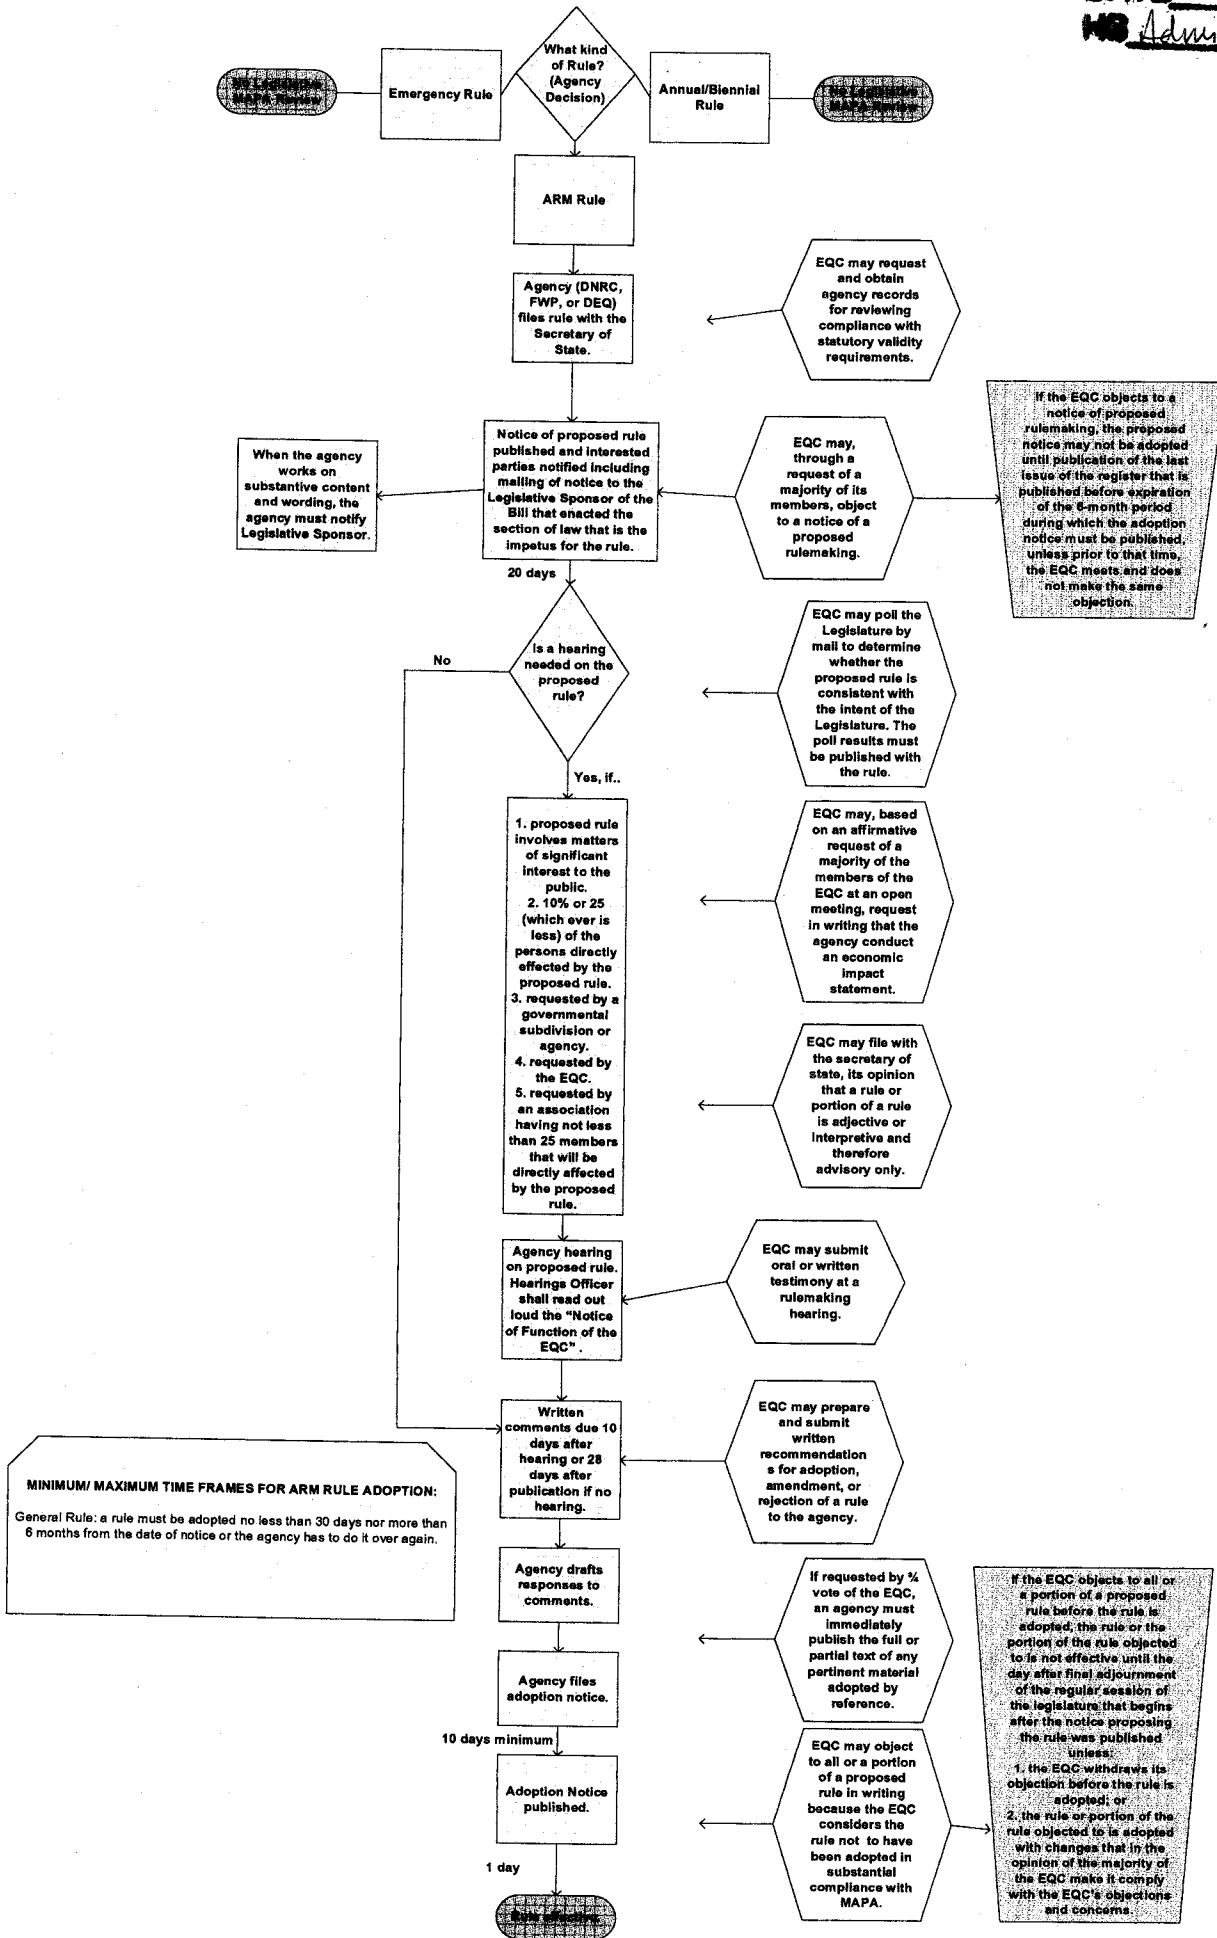 HB Admin
What kind
of Rule?
(Agency
Decision)
No Legislative
MAPA Review
Emergency Rule
Annual/Biennial
Rule
No Legislative
MAPA Review
ARM Rule
Agency (DNRC,
FWP, or DEQ)
files rule with the
Secretary of
State.
EQC may request
and obtain
agency records
for reviewing
compliance with
statutory validity
requirements.
When the agency
works on
substantive content
and wording, the
agency must notify
Legislative Sponsor.
Notice of proposed rule
published and interested
parties notified including
mailing of notice to the
Legislative Sponsor of the
Bill that enacted the
section of law that is the
impetus for the rule.
EQC may,
through a
request of a
majority of its
members, object
to a notice of a
proposed
rulemaking.
If the EQC objects to a
notice of proposed
rulemaking, the proposed
notice may not be adopted
until publication of the last
issue of the register that is
published before expiration
of the 6-month period
during which the adoption
notice must be published,
unless prior to that time,
the EQC meets and does
not make the same
objection.
20 days
Is a hearing
needed on the
proposed
rule?
No
Yes, if..
EQC may poll the
Legislature by
mail to determine
whether the
proposed rule is
consistent with
the intent of the
Legislature. The
poll results must
be published with
the rule.
1. proposed rule
involves matters
of significant
interest to the
public.
2. 10% or 25
(which ever is
less) of the
persons directly
effected by the
proposed rule.
3. requested by a
governmental
subdivision or
agency.
4. requested by
the EQC.
5. requested by
an association
having not less
than 25 members
that will be
directly affected
by the proposed
rule.
EQC may, based
on an affirmative
request of a
majority of the
members of the
EQC at an open
meeting, request
in writing that the
agency conduct
an economic
impact
statement.
EQC may file with
the secretary of
state, its opinion
that a rule or
portion of a rule
is adjective or
interpretive and
therefore
advisory only.
Agency hearing
on proposed rule.
Hearings Officer
shall read out
loud the "Notice
of Function of the
EQC" .
EQC may submit
oral or written
testimony at a
rulemaking
hearing.
Written
comments due 10
days after
hearing or 28
days after
publication if no
hearing.
EQC may prepare
and submit
written
recommendation
s for adoption,
amendment, or
rejection of a rule
to the agency.
MINIMUM/ MAXIMUM TIME FRAMES FOR ARM RULE ADOPTION:
General Rule: a rule must be adopted no less than 30 days nor more than
6 months from the date of notice or the agency has to do it over again.
Agency drafts
responses to
comments.
If requested by ¾
vote of the EQC,
an agency must
immediately
publish the full or
partial text of any
pertinent material
adopted by
reference.
Agency files
adoption notice.
10 days minimum
Adoption Notice
published.
EQC may object
to all or a portion
of a proposed
rule in writing
because the EQC
considers the
rule not to have
been adopted in
substantial
compliance with
MAPA.
If the EQC objects to all or
a portion of a proposed
rule before the rule is
adopted, the rule or the
portion of the rule objected
to is not effective until the
day after final adjournment
of the regular session of
the legislature that begins
after the notice proposing
the rule was published
unless:
1. the EQC withdraws its
objection before the rule is
adopted; or
2. the rule or portion of the
rule objected to is adopted
with changes that in the
opinion of the majority of
the EQC make it comply
with the EQC's objections
and concerns.
1 day
Rule effective